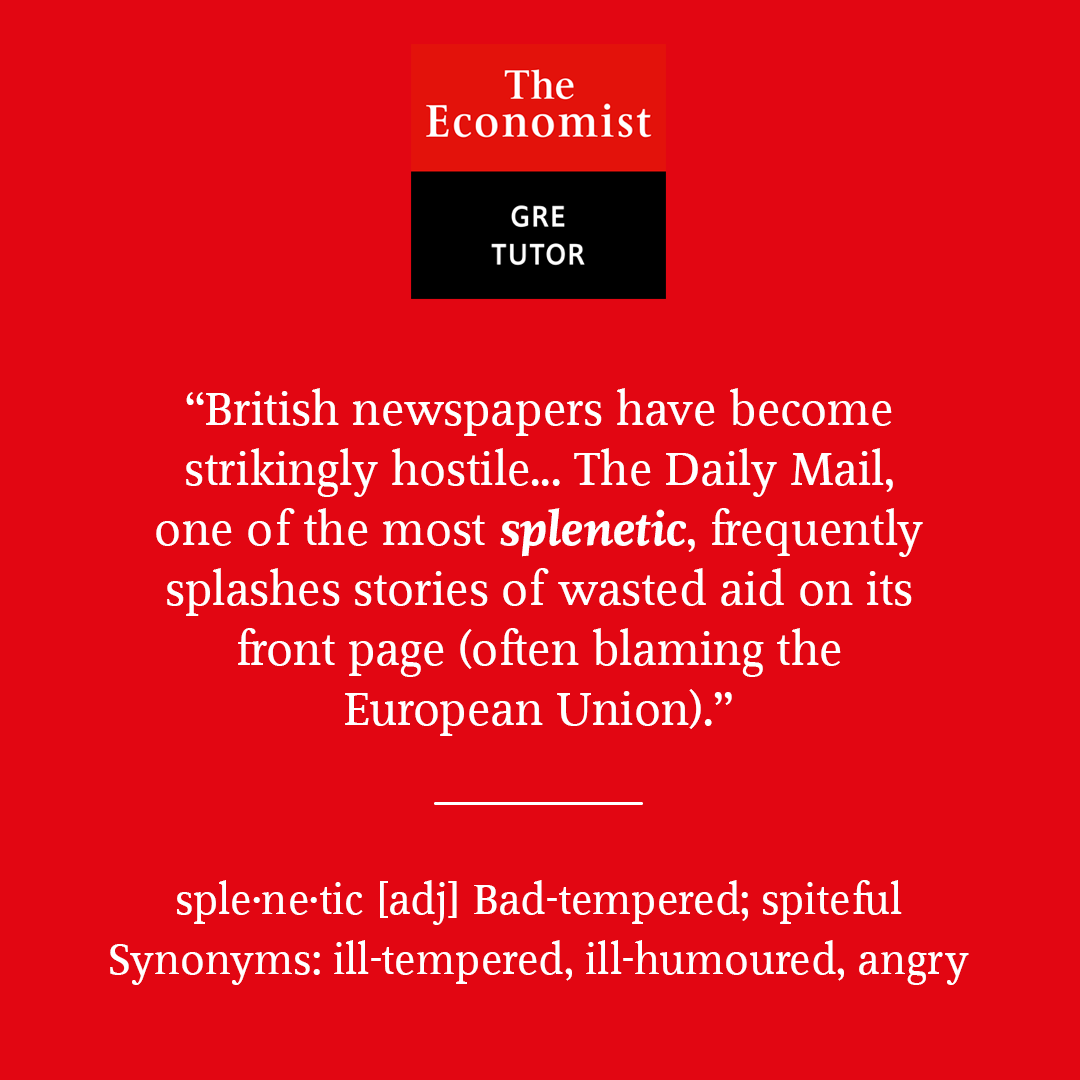 The
Economist
GRE
TUTOR
“British newspapers have become
strikingly hostile... The Daily Mail,
one of the most splenetic, frequently
splashes stories of wasted aid on its
front page (often blaming the
European Union).”
sple·ne·tic [adj] Bad-tempered; spiteful
Synonyms: ill-tempered, ill-humoured, angry